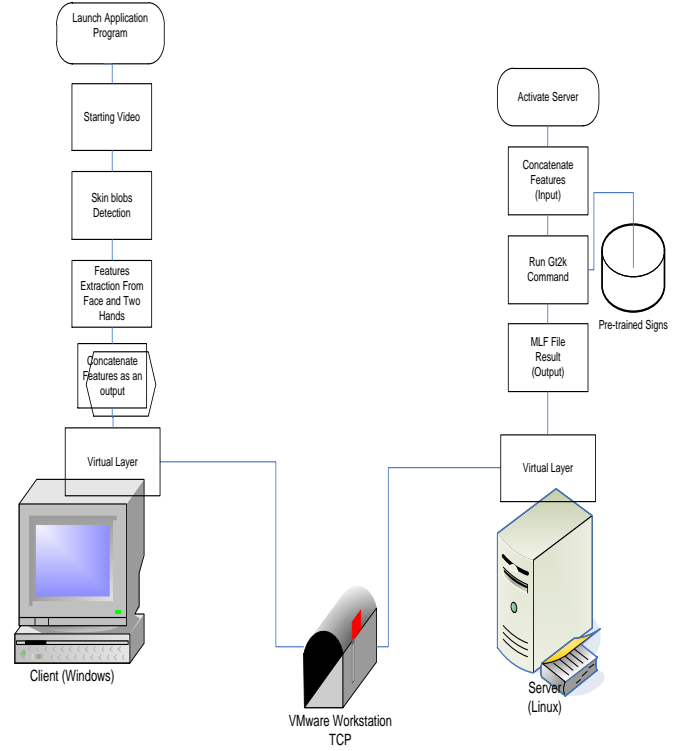 Launch Application
Program
Starting Video
Skin blobs
Detection
Features
Extraction From
Face and Two
Hands
Concatenate
Features as an
output
Virtual Layer
Client (Windows)
VMware Workstation
TCP
Activate Server
Concatenate
Features
(Input)
Run Gt2k
Command
Pre-trained Signs
MLF File
Result
(Output)
Virtual Layer
Server
(Linux)